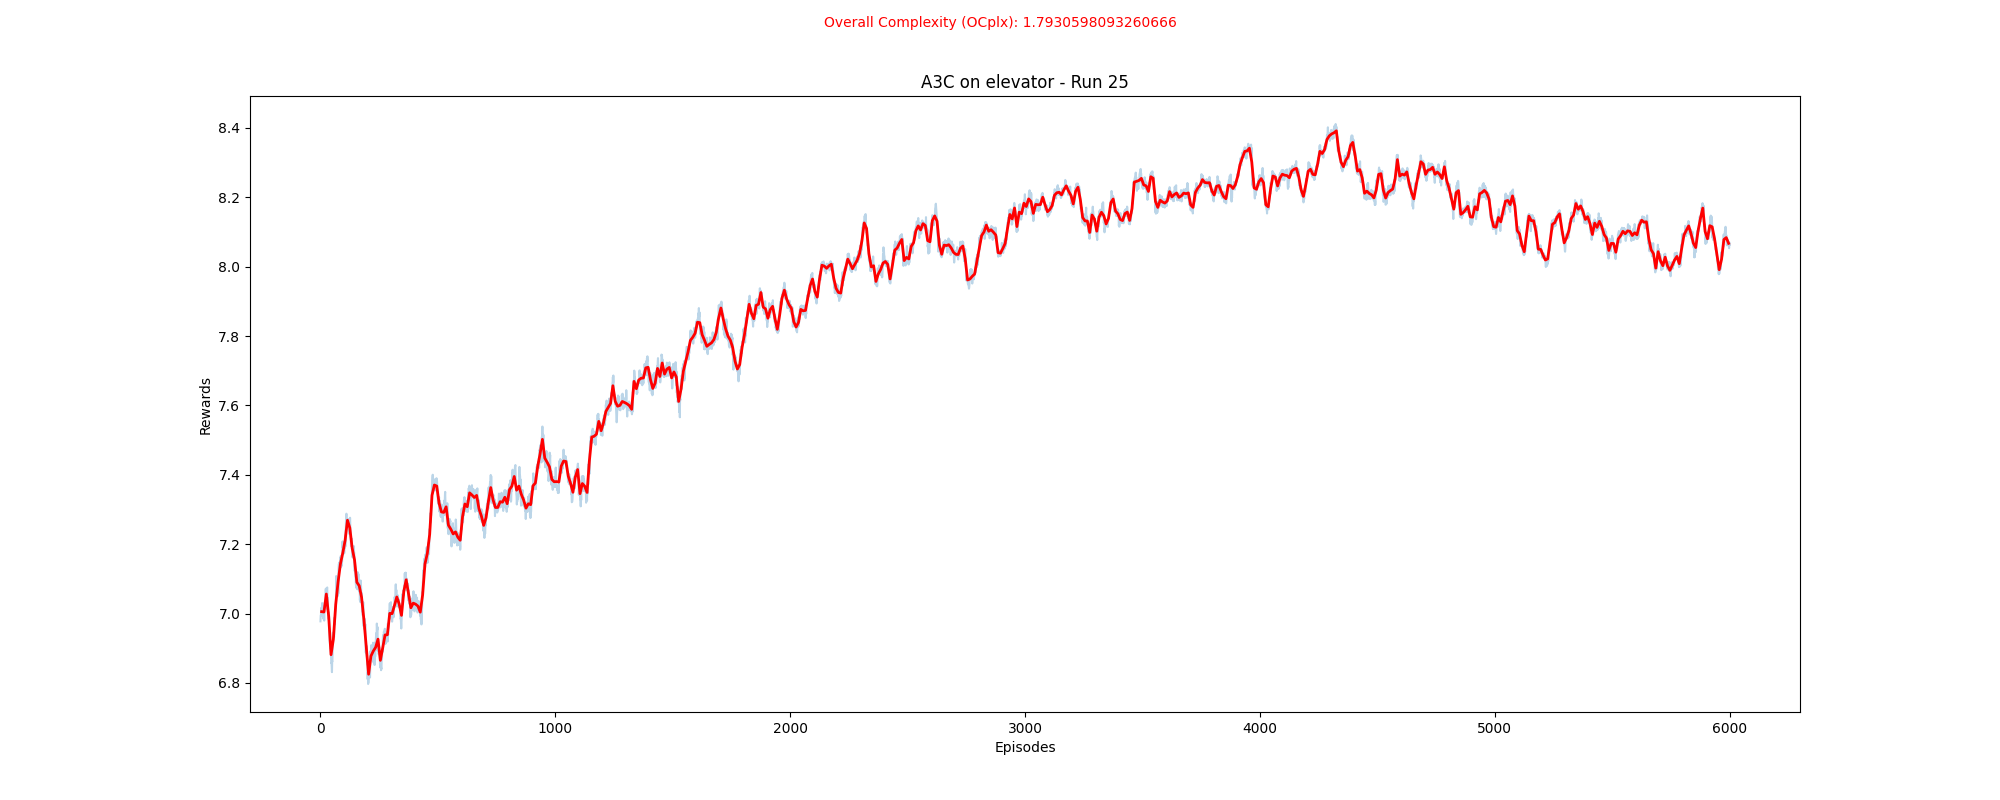 Overall Complexity (OCplx): 1.7930598093260666
A3C on elevator - Run 25
8.4
8.2
8.0
7.8
7.6
7.4
7.2
7.0
6.8
Rewards
0 1000 2000 3000 4000 5000 6000
Episodes